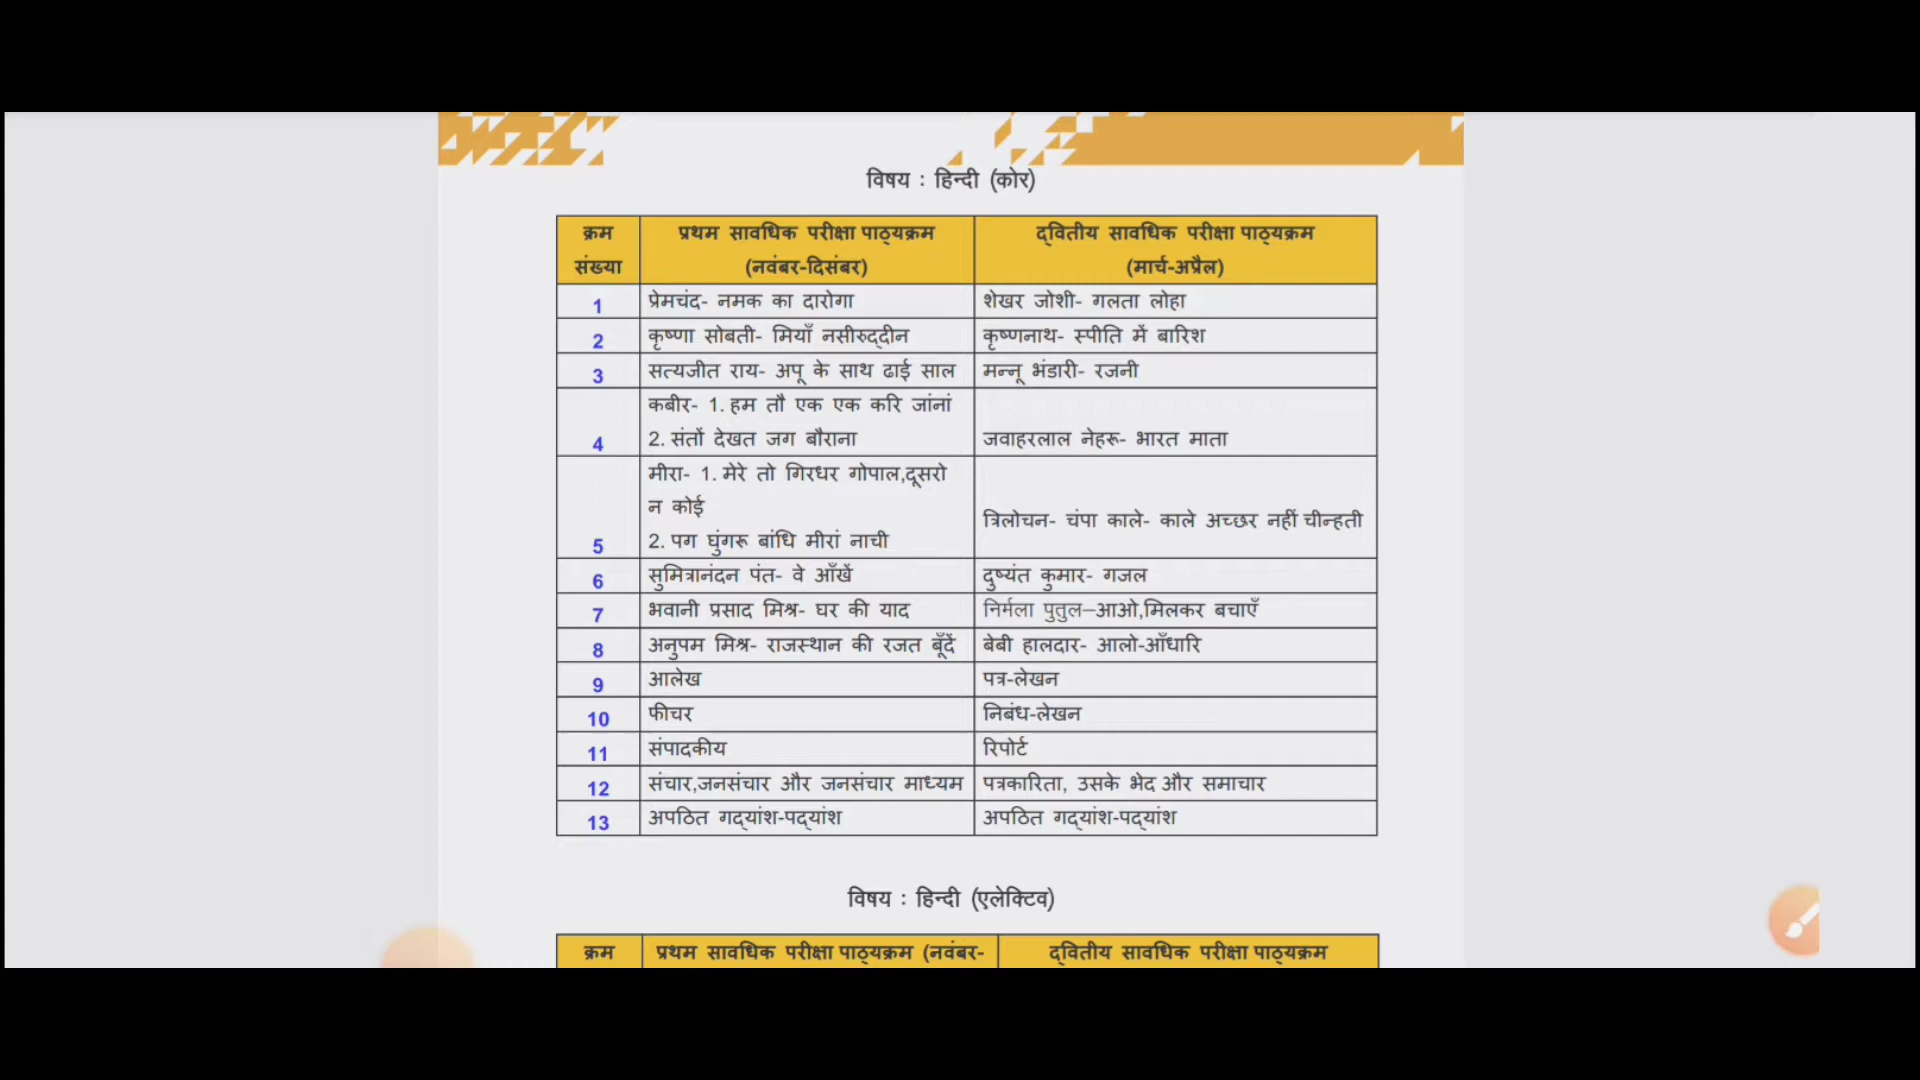 विषय : हिन्दी (कोर)
क्रम संख्या
प्रथम सावधिक परीक्षा पाठ्यक्रम (नवंबर-दिसंबर)
द्वितीय सावधिक परीक्षा पाठ्यक्रम (मार्च-अप्रैल)
1
प्रेमचंद- नमक का दारोगा
शेखर जोशी- गलता लोहा
2
कृष्णा सोबती- मियाँ नसीरुद्दीन
कृष्णनाथ- स्पीति में बारिश
3
सत्यजीत राय- अपू के साथ ढाई साल
मन्नू भंडारी- रजनी
4
कबीर- 1. हम तौ एक एक करि जांनां
2. संतों देखत जग बौराना
जवाहरलाल नेहरू- भारत माता
5
मीरा- 1. मेरे तो गिरधर गोपाल,दूसरो
न कोई
2. पग घुंगरू बांधि मीरां नाची
त्रिलोचन- चंपा काले- काले अच्छर नहीं चीन्हती
6
सुमित्रानंदन पंत- वे आँखें
दुष्यंत कुमार- गजल
7
भवानी प्रसाद मिश्र- घर की याद
निर्मला पुतुल–आओ,मिलकर बचाएँ
8
अनुपम मिश्र- राजस्थान की रजत बूँदें
बेबी हालदार- आलो-आँधारि
9
आलेख
पत्र-लेखन
10
फीचर
निबंध-लेखन
11
संपादकीय
रिपोर्ट
12
संचार,जनसंचार और जनसंचार माध्यम
पत्रकारिता, उसके भेद और समाचार
13
अपठित गद्यांश-पद्यांश
अपठित गद्यांश-पद्यांश
विषय : हिन्दी (एलेक्टिव)
क्रम
प्रथम सावधिक परीक्षा पाठ्यक्रम (नवंबर-
द्वितीय सावधिक परीक्षा पाठ्यक्रम